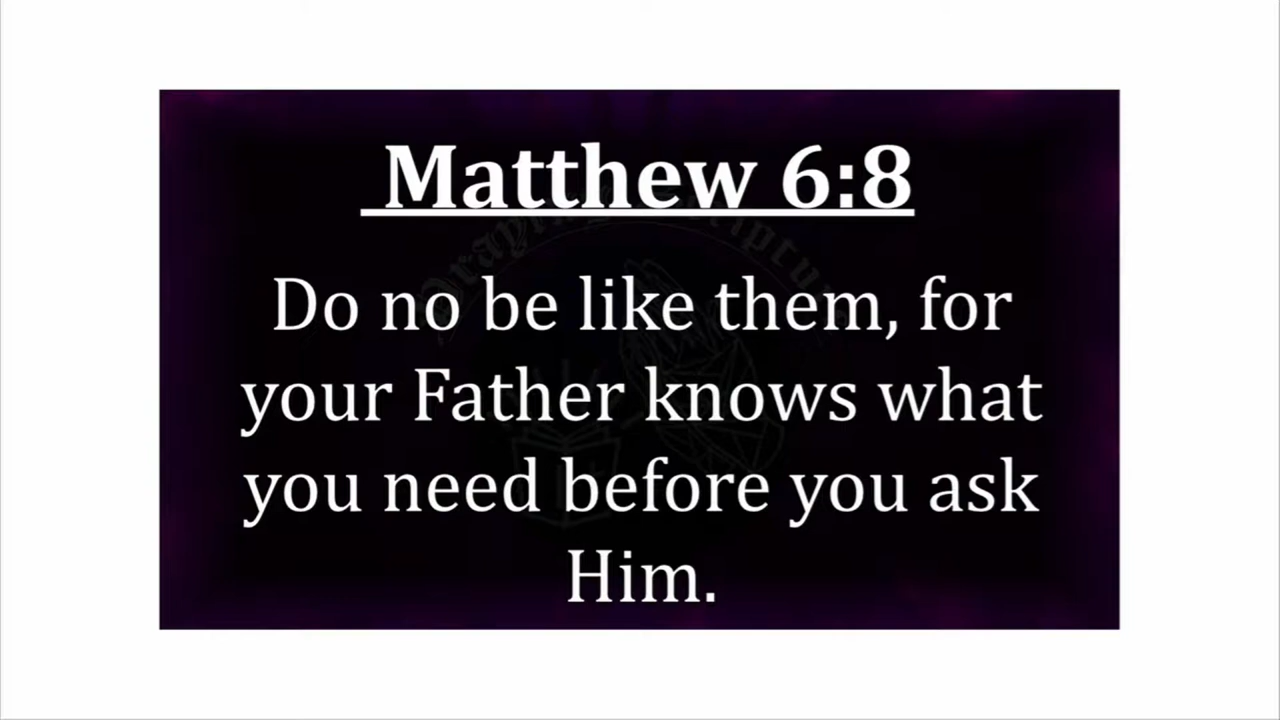 Matthew 6:8
Do no be like them, for
your Father knows what
you need before you ask
Him.